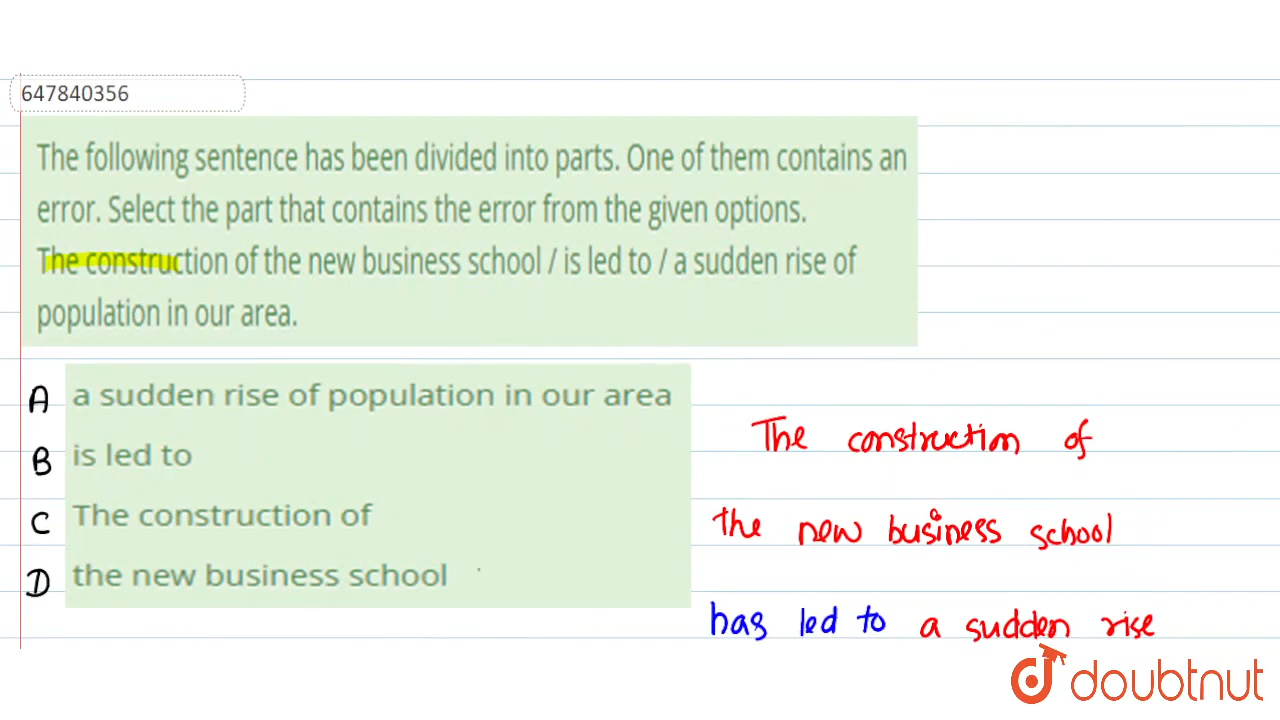 647840356
The following sentence has been divided into parts. One of them contains an
error. Select the part that contains the error from the given options.
The construction of the new business school / is led to / a sudden rise of
population in our area.
A a sudden rise of population in our area
B is led to
C The construction of
D the new business school
The construction of
the new business school
has led to a sudden rise
doubtnut